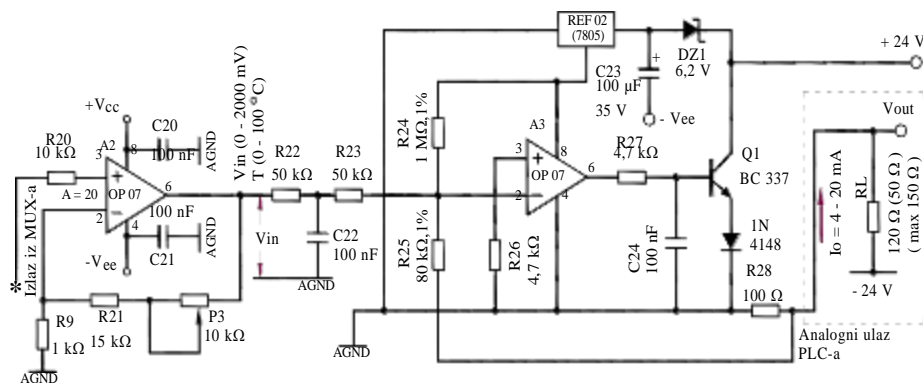 REF 02
(7805)
DZ1
6,2 V
+ 24 V
C23
100 µF
35 V
- Vee
+Vcc
C20
100 nF
AGND
R20
10 kΩ
A2
3
8
A = 20
OP 07
6
2
4
100 nF
C21
AGND
-Vee
*Izlaz iz MUX-a
R9
1 kΩ
AGND
R21
15 kΩ
P3
10 kΩ
Vin (0 - 2000 mV)
T (0 - 100 °C)
Vin
R22
50 kΩ
R23
50 kΩ
C22
100 nF
AGND
R24
1 MΩ,1%
R25
80 kΩ,1%
A3
3
8
OP 07
6
2
4
R26
4,7 kΩ
R27
4,7 kΩ
C24
100 nF
Q1
BC 337
1N
4148
R28
100 Ω
AGND
Vout
Io = 4 - 20 mA
RL
120 Ω (50 Ω)
(max 150 Ω)
- 24 V
Analogni ulaz
PLC-a